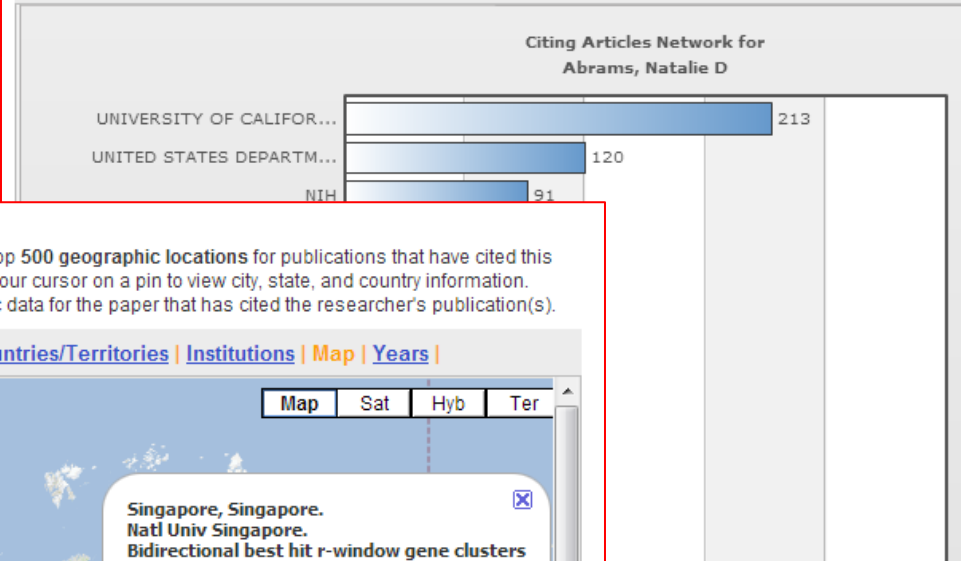 Citing Articles Network for
Abrams, Natalie D
UNIVERSITY OF CALIFOR... 213
UNITED STATES DEPARTM... 120
NIH 91
op 500 geographic locations for publications that have cited this
our cursor on a pin to view city, state, and country information.
data for the paper that has cited the researcher's publication(s).
untries/Territories | Institutions | Map | Years |
Map Sat Hyb Ter
Singapore, Singapore.
Natl Univ Singapore.
Bidirectional best hit r-window gene clusters